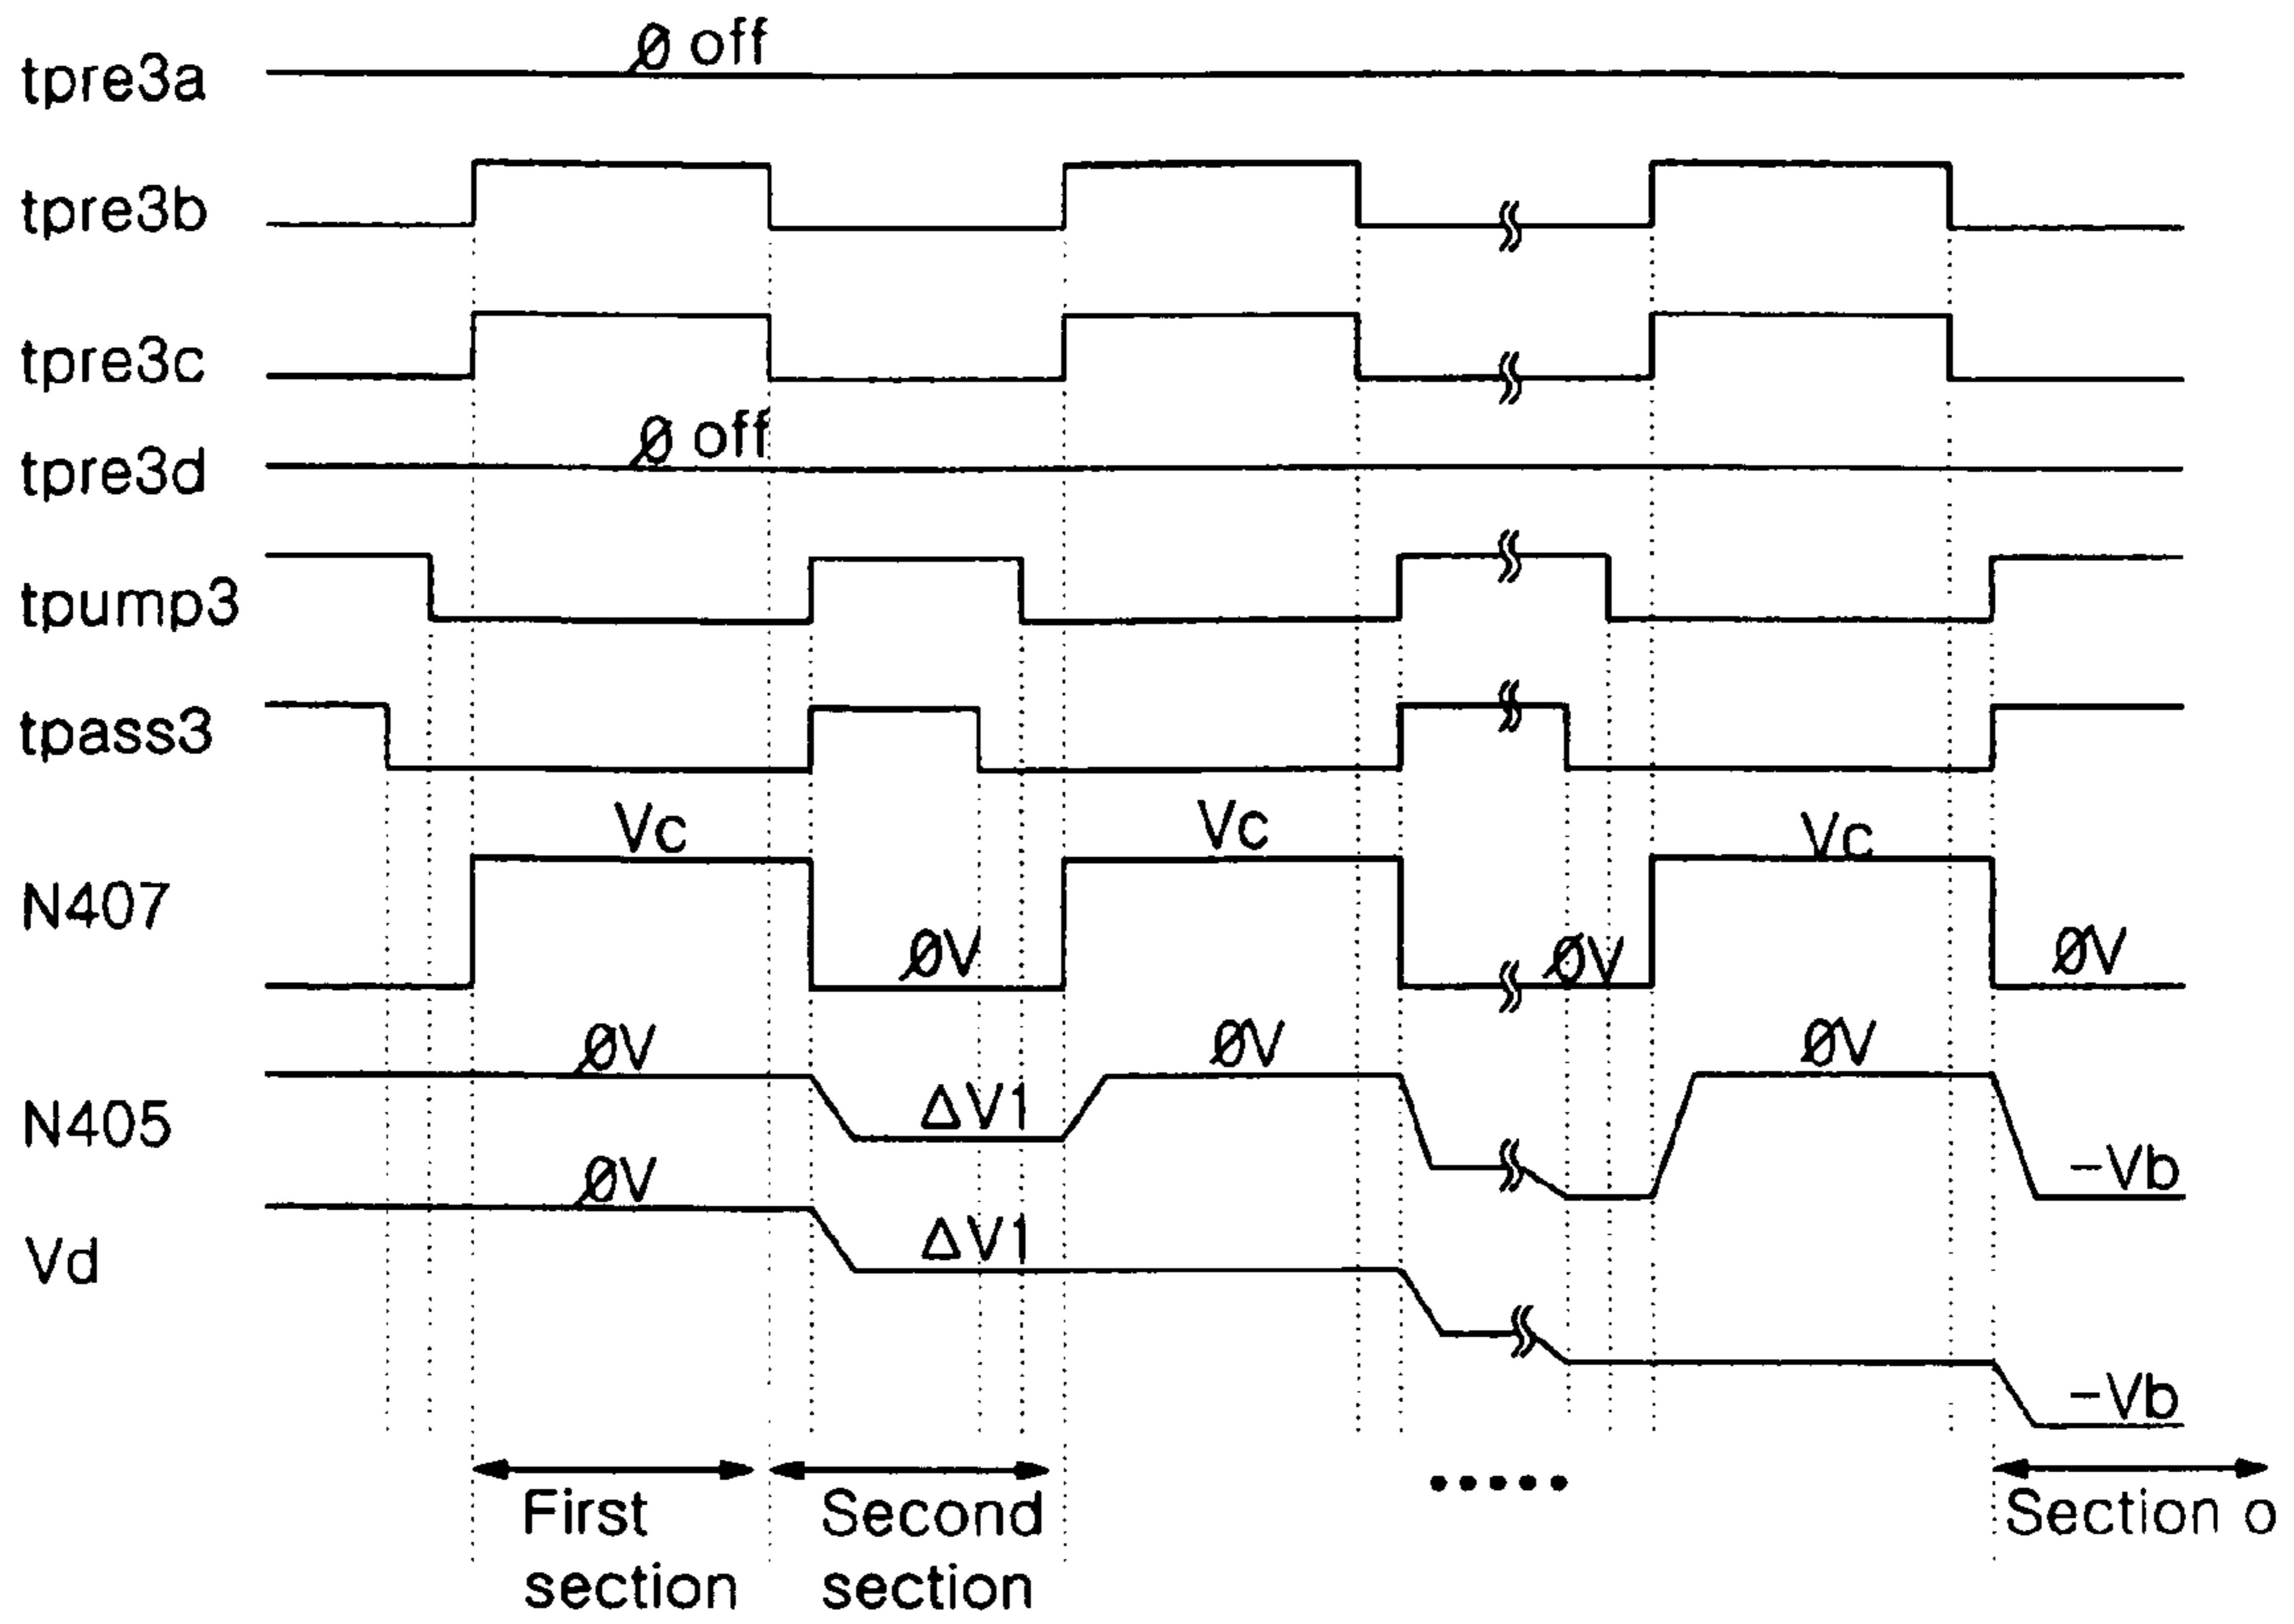 Ø off
tpre3a
tpre3b
tpre3c
Ø off
tpre3d
tpump3
tpass3
Vc Vc Vc
N407
ØV ØV ØV
ØV ØV ØV
N405 ΔV1 -Vb
ØV
Vd ΔV1
-Vb
First section
Second section
Section o